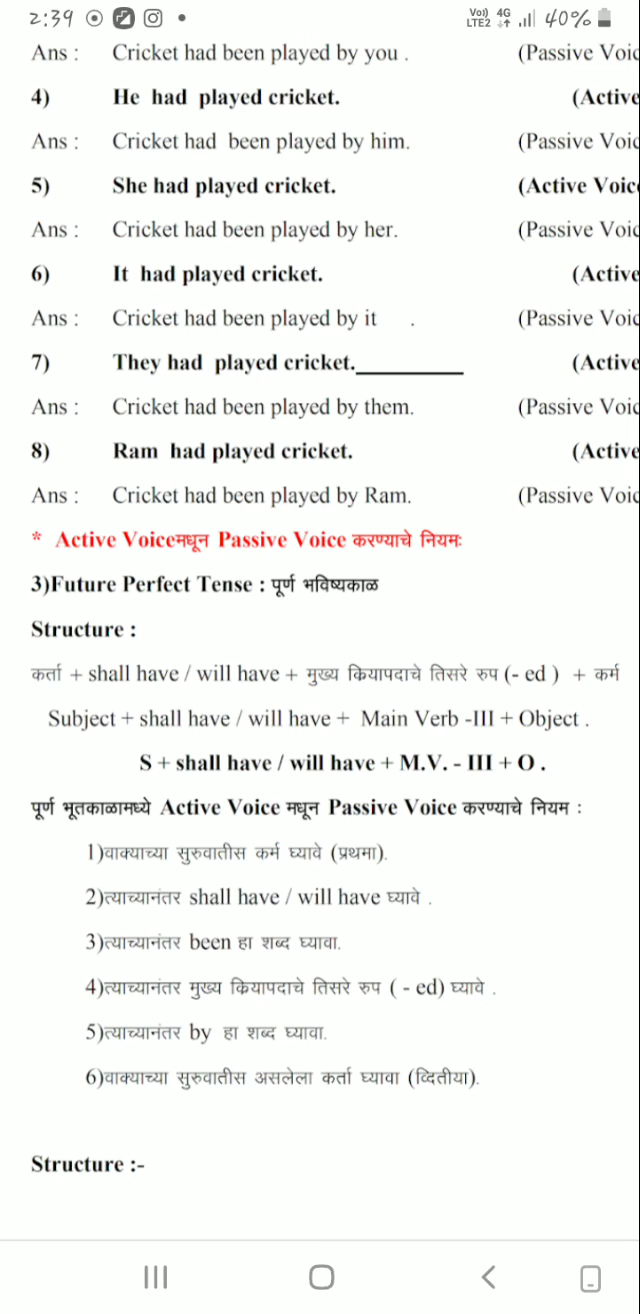 2:39 Vo)) LTE2 4G 40%
Ans : Cricket had been played by you . (Passive Voic
4) He had played cricket. (Active
Ans : Cricket had been played by him. (Passive Voic
5) She had played cricket. (Active Voic
Ans : Cricket had been played by her. (Passive Voic
6) It had played cricket. (Active
Ans : Cricket had been played by it . (Passive Voic
7) They had played cricket.__________ (Active
Ans : Cricket had been played by them. (Passive Voic
8) Ram had played cricket. (Active
Ans : Cricket had been played by Ram. (Passive Voic
* Active Voiceमधून Passive Voice करण्याचे नियमः
3)Future Perfect Tense : पूर्ण भविष्यकाळ
Structure :
कर्ता + shall have / will have + मुख्य कियापदाचे तिसरे रुप (- ed ) + कर्म
Subject + shall have / will have + Main Verb -III + Object .
S + shall have / will have + M.V. - III + O .
पूर्ण भूतकाळामध्ये Active Voice मधून Passive Voice करण्याचे नियम :
1)वाक्याच्या सुरुवातीस कर्म घ्यावे (प्रथमा).
2)त्याच्यानंतर shall have / will have घ्यावे .
3)त्याच्यानंतर been हा शब्द घ्यावा.
4)त्याच्यानंतर मुख्य कियापदाचे तिसरे रुप ( - ed) घ्यावे .
5)त्याच्यानंतर by हा शब्द घ्यावा.
6)वाक्याच्या सुरुवातीस असलेला कर्ता घ्यावा (व्दितीया).
Structure :-